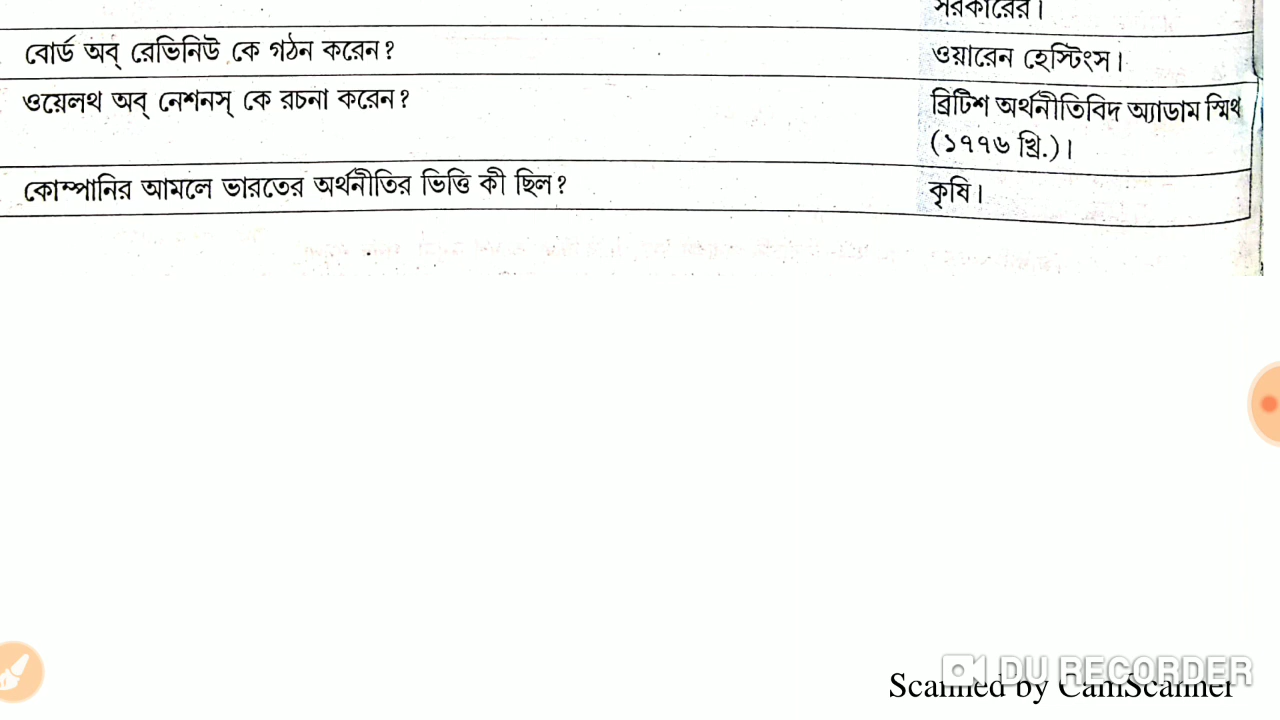 সরকারের।
বোর্ড অব্ রেভিনিউ কে গঠন করেন?
ওয়ারেন হেস্টিংস।
ওয়েলথ অব্ নেশনস্ কে রচনা করেন?
ব্রিটিশ অর্থনীতিবিদ অ্যাডাম স্মিথ
(১৭৭৬ খ্রি.)।
কোম্পানির আমলে ভারতের অর্থনীতির ভিত্তি কী ছিল?
কৃষি।
DU RECORDER
Scanned by CamScanner